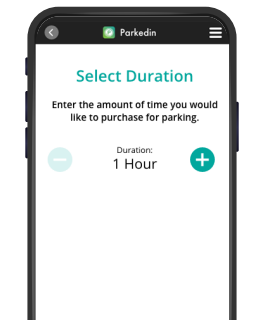 Parkedin
Select Duration
Enter the amount of time you would
like to purchase for parking.
Duration:
1 Hour